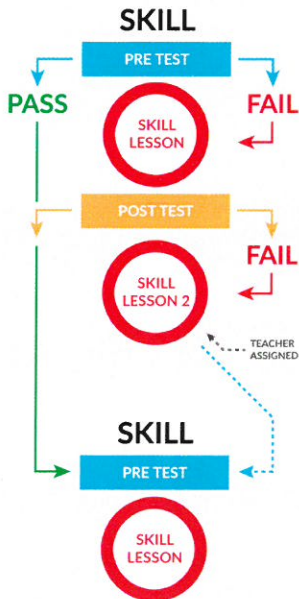 SKILL
PRE TEST
PASS
FAIL
SKILL
LESSON
POST TEST
FAIL
SKILL
LESSON 2
TEACHER
ASSIGNED
SKILL
PRE TEST
SKILL
LESSON